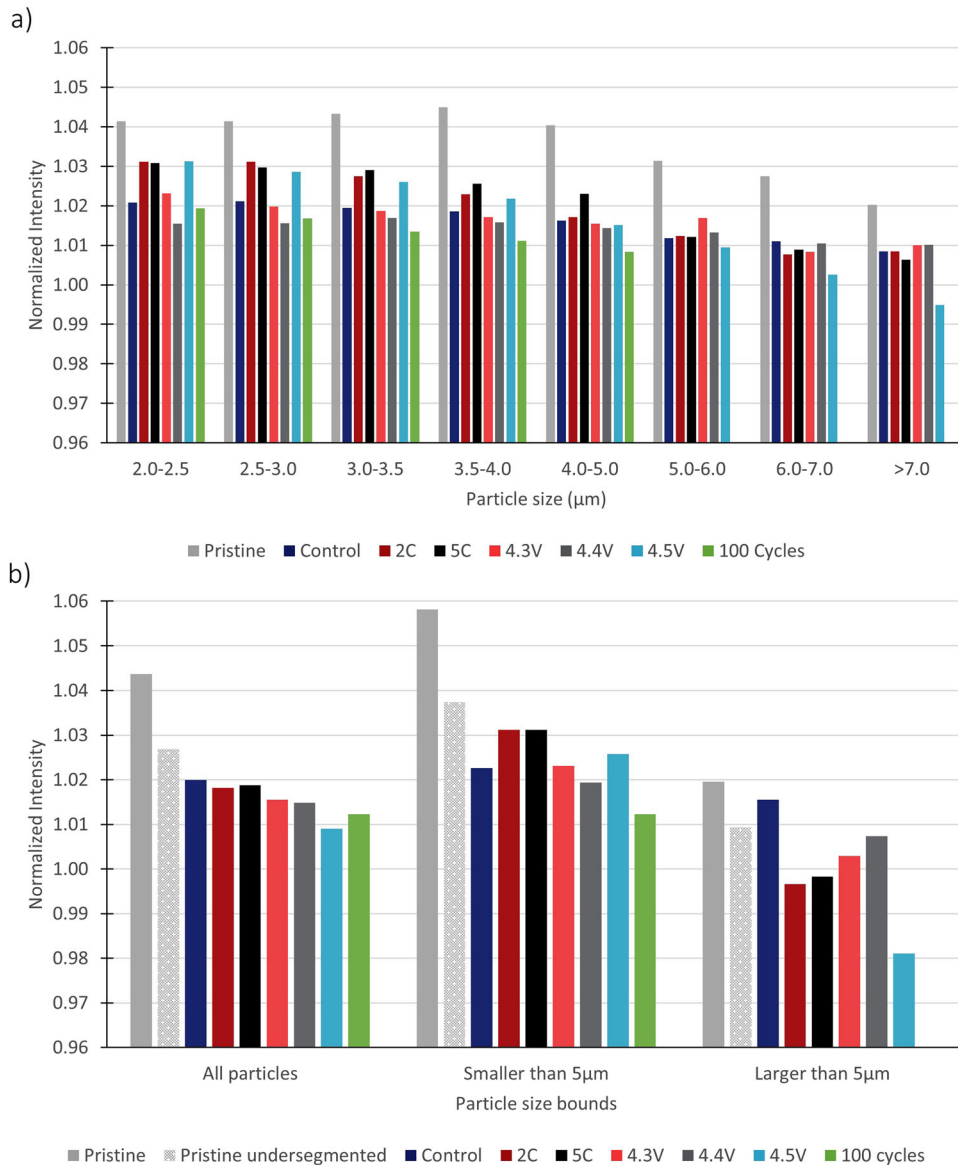 a)
1.06
1.05
1.04
1.03
1.02
1.01
1.00
0.99
0.98
0.97
0.96
Normalized Intensity
2.0-2.5 2.5-3.0 3.0-3.5 3.5-4.0 4.0-5.0 5.0-6.0 6.0-7.0 >7.0
Particle size (µm)
Pristine Control 2C 5C 4.3V 4.4V 4.5V 100 Cycles
b)
1.06
1.05
1.04
1.03
1.02
1.01
1.00
0.99
0.98
0.97
0.96
Normalized Intensity
All particles Smaller than 5µm Larger than 5µm
Particle size bounds
Pristine Pristine undersegmented Control 2C 5C 4.3V 4.4V 4.5V 100 cycles